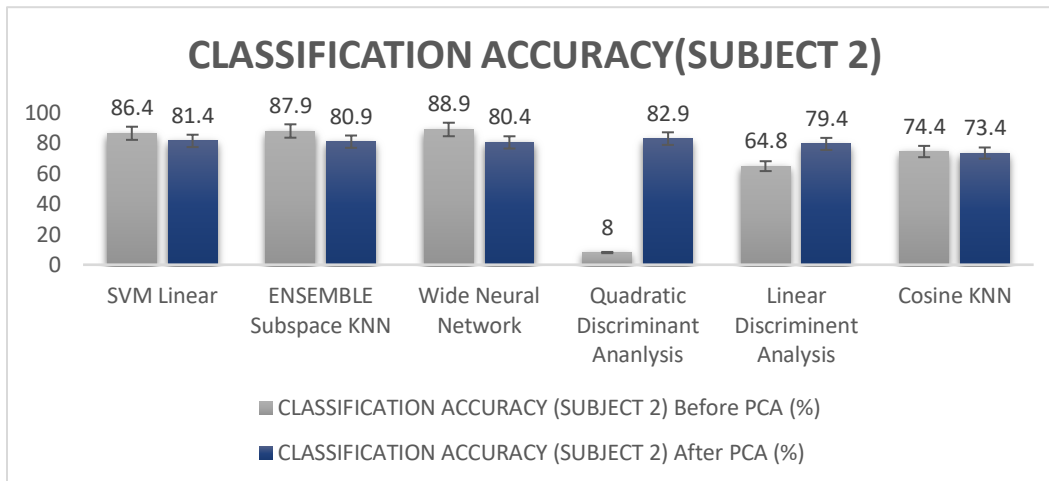 CLASSIFICATION ACCURACY(SUBJECT 2)
86.4 81.4 87.9 80.9 88.9 80.4 8 82.9 64.8 79.4 74.4 73.4
100
80
60
40
20
0
SVM Linear
ENSEMBLE
Subspace KNN
Wide Neural
Network
Quadratic
Discriminant
Ananlysis
Linear
Discriminent
Analysis
Cosine KNN
CLASSIFICATION ACCURACY (SUBJECT 2) Before PCA (%)
CLASSIFICATION ACCURACY (SUBJECT 2) After PCA (%)